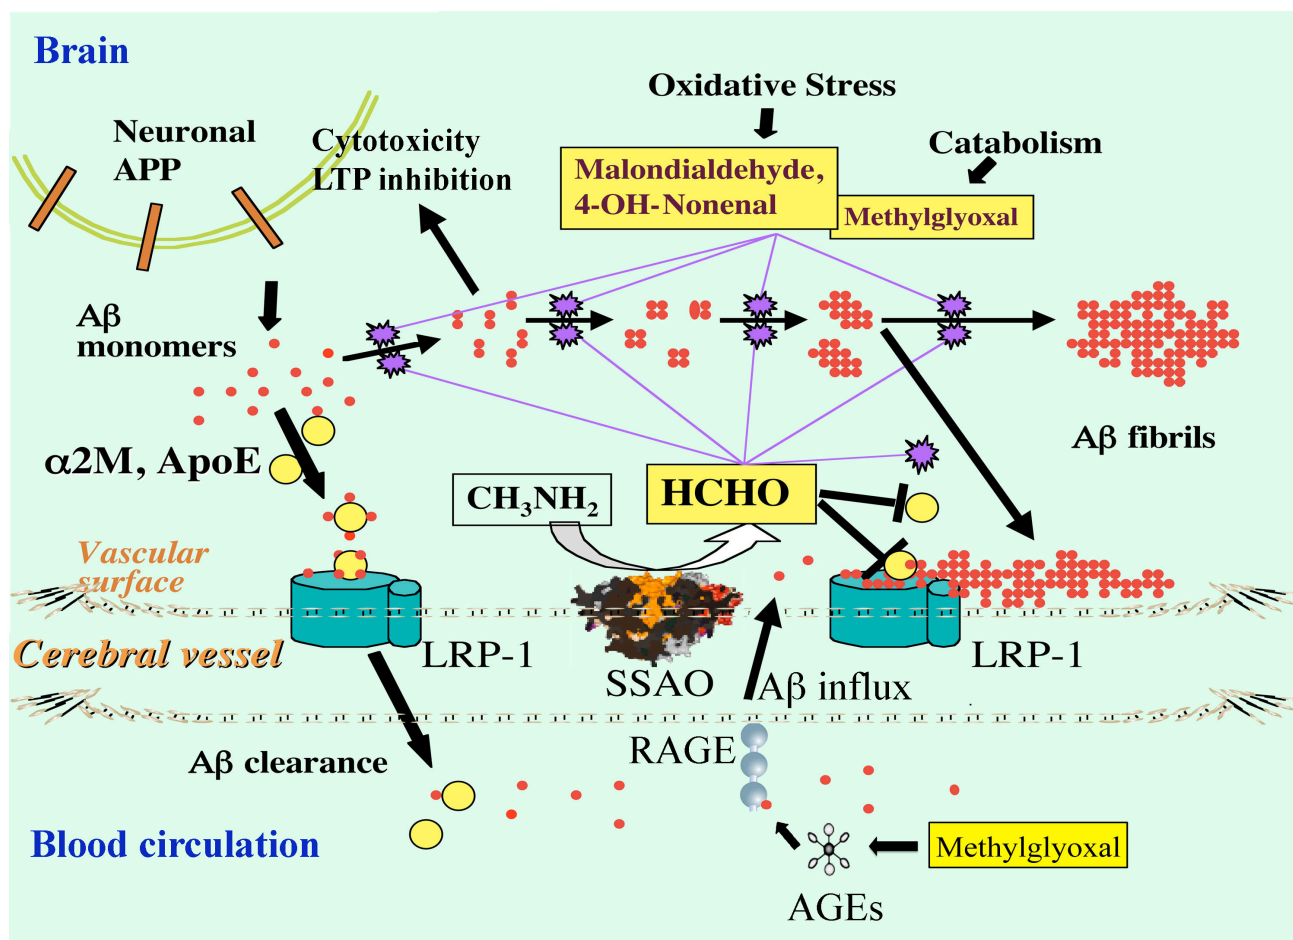 Brain
Oxidative Stress
Neuronal
APP
Cytotoxicity
LTP inhibition
Catabolism
Malondialdehyde,
4-OH-Nonenal
Methylglyoxal
Aβ
monomers
Aβ fibrils
α2M, ApoE
CH₃NH₂
HCHO
Vascular
surface
Cerebral vessel
LRP-1
SSAO
LRP-1
Aβ influx
RAGE
Aβ clearance
Blood circulation
Methylglyoxal
AGEs